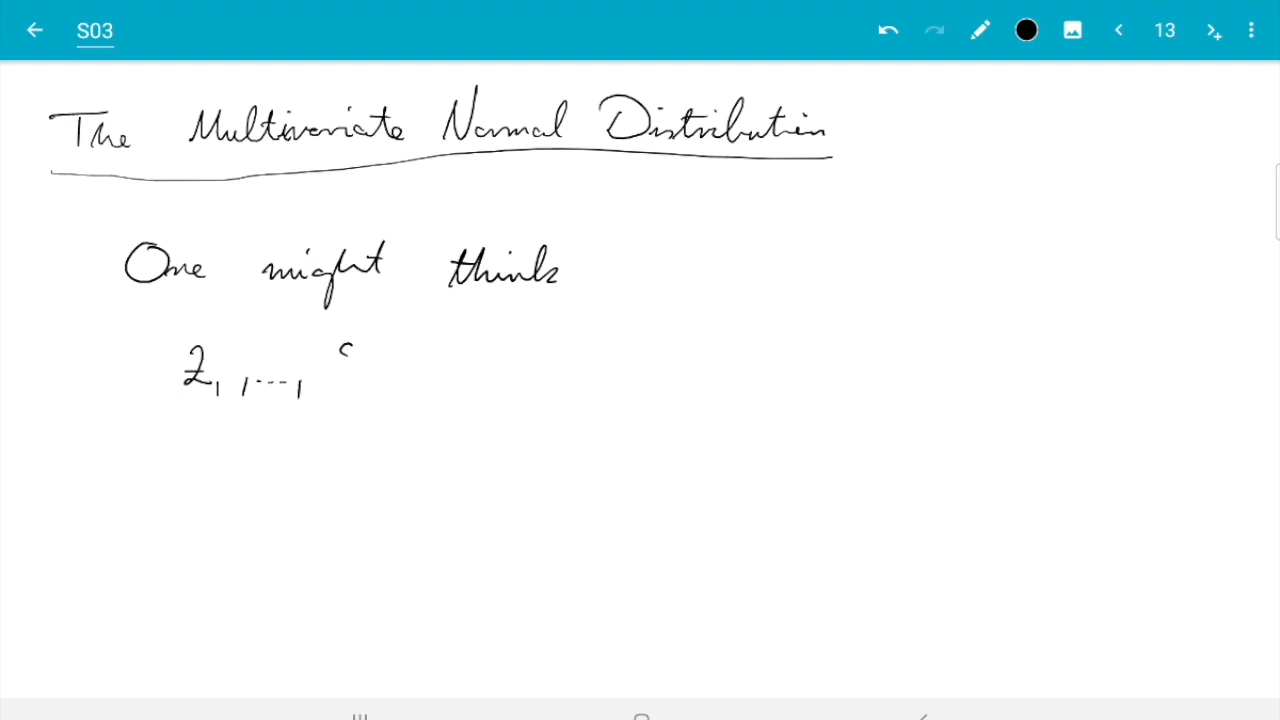 S03
13
The Multivariate Normal Distribution
One might think
Z₁, ...,